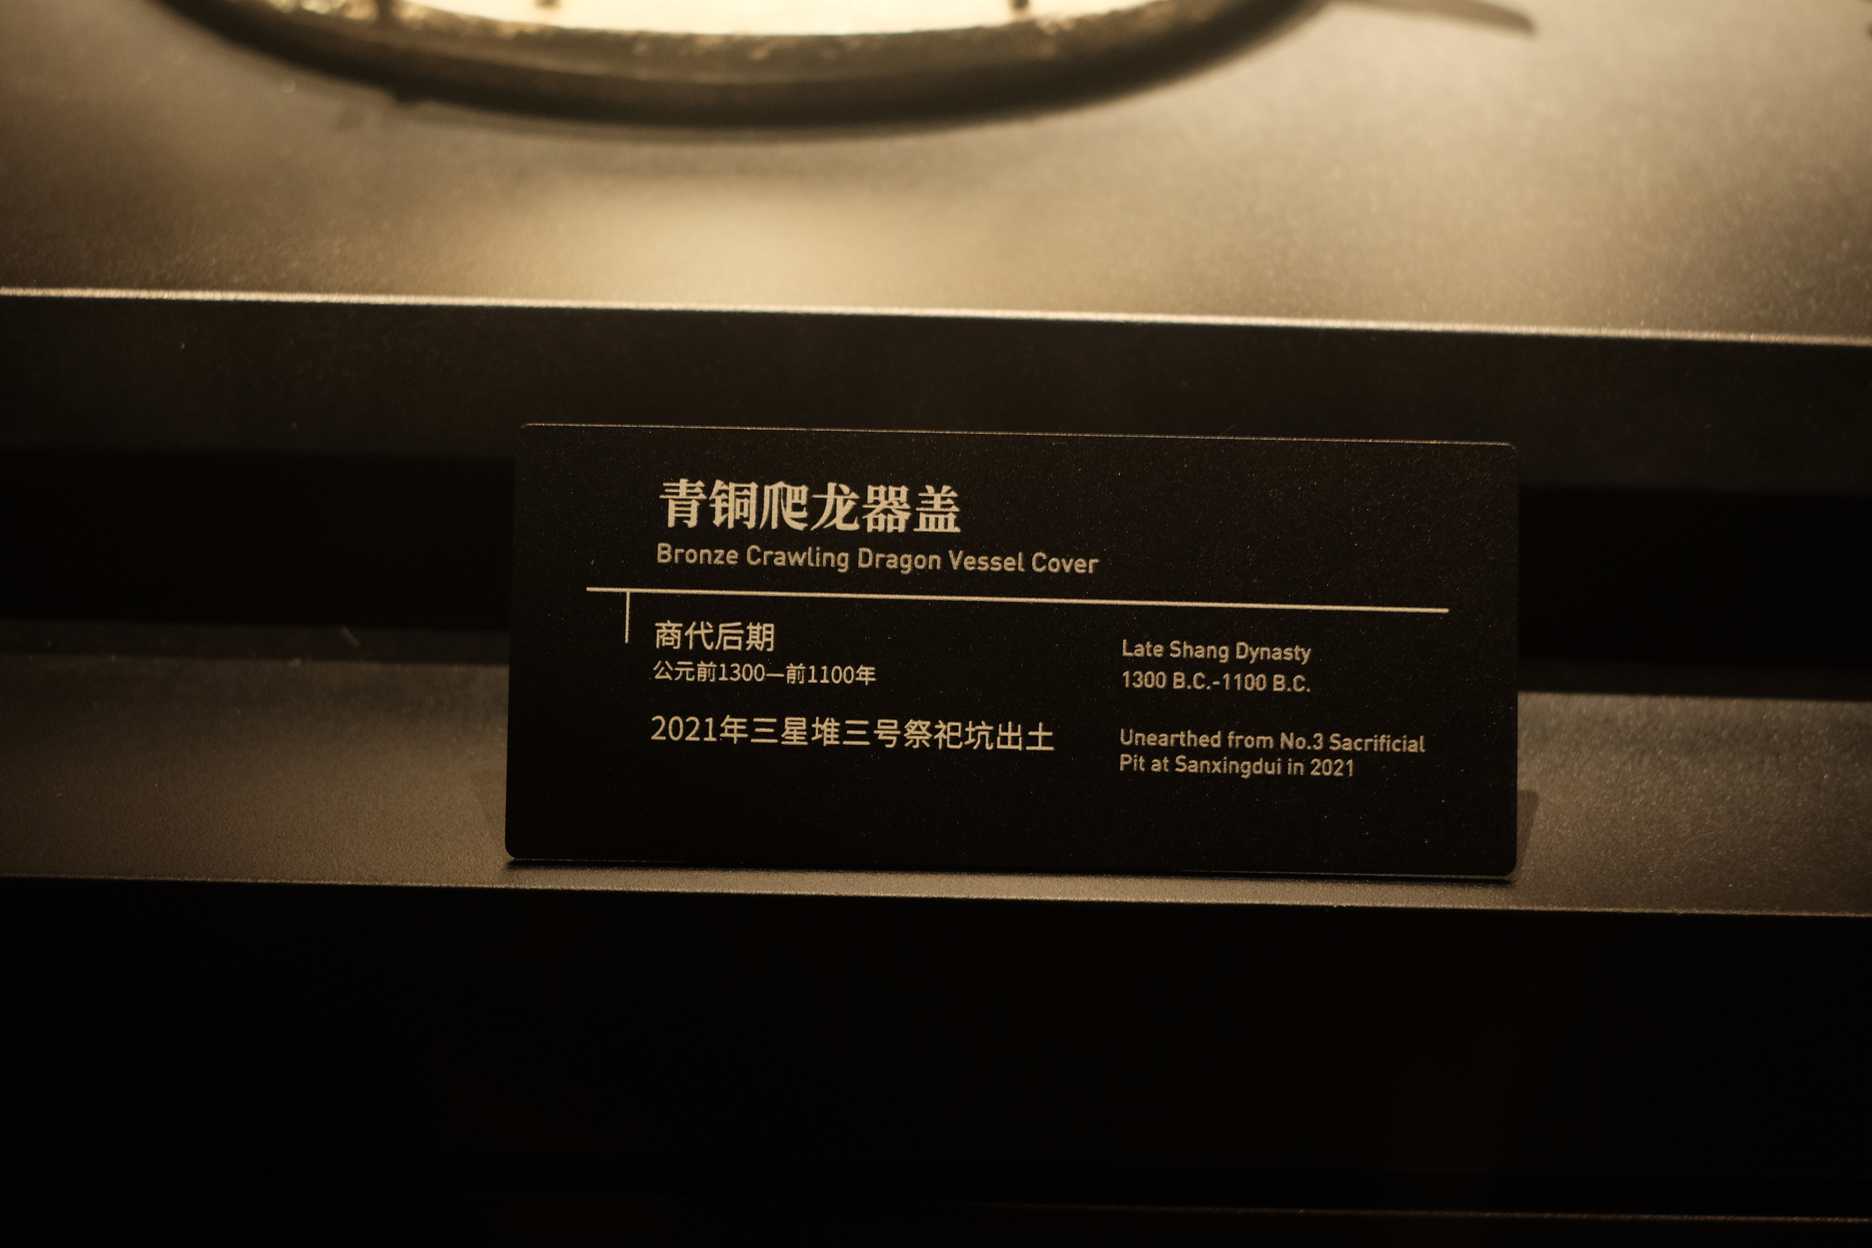 青铜爬龙器盖
Bronze Crawling Dragon Vessel Cover
商代后期
公元前1300—前1100年
2021年三星堆三号祭祀坑出土
Late Shang Dynasty
1300 B.C.-1100 B.C.
Unearthed from No.3 Sacrificial
Pit at Sanxingdui in 2021